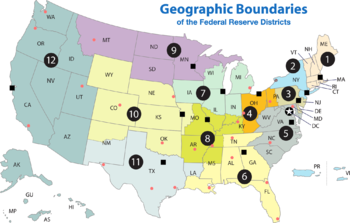 Geographic Boundaries
of the Federal Reserve Districts
WA
MT
ND
MN
VT
NH
ME
OR
ID
SD
WI
MI
NY
MA
RI
CT
WY
IA
PA
NJ
DE
MD
DC
NV
UT
CO
NE
IL
IN
OH
WV
VA
CA
KS
MO
KY
NC
AZ
NM
OK
AR
TN
SC
TX
LA
MS
AL
GA
FL
AK
HI
GU
AS
MP
PR
VI
1
2
3
4
5
6
7
8
9
10
11
12